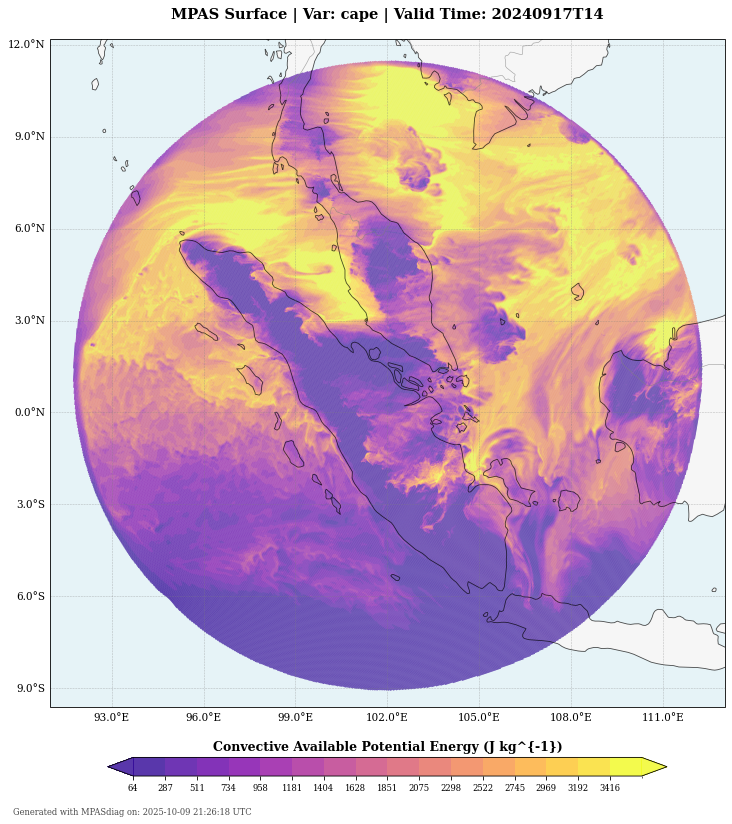 MPAS Surface | Var: cape | Valid Time: 20240917T14
12.0°N
9.0°N
6.0°N
3.0°N
0.0°N
3.0°S
6.0°S
9.0°S
93.0°E 96.0°E 99.0°E 102.0°E 105.0°E 108.0°E 111.0°E
Convective Available Potential Energy (J kg^{-1})
64 287 511 734 958 1181 1404 1628 1851 2075 2298 2522 2745 2969 3192 3416
Generated with MPASdiag on: 2025-10-09 21:26:18 UTC